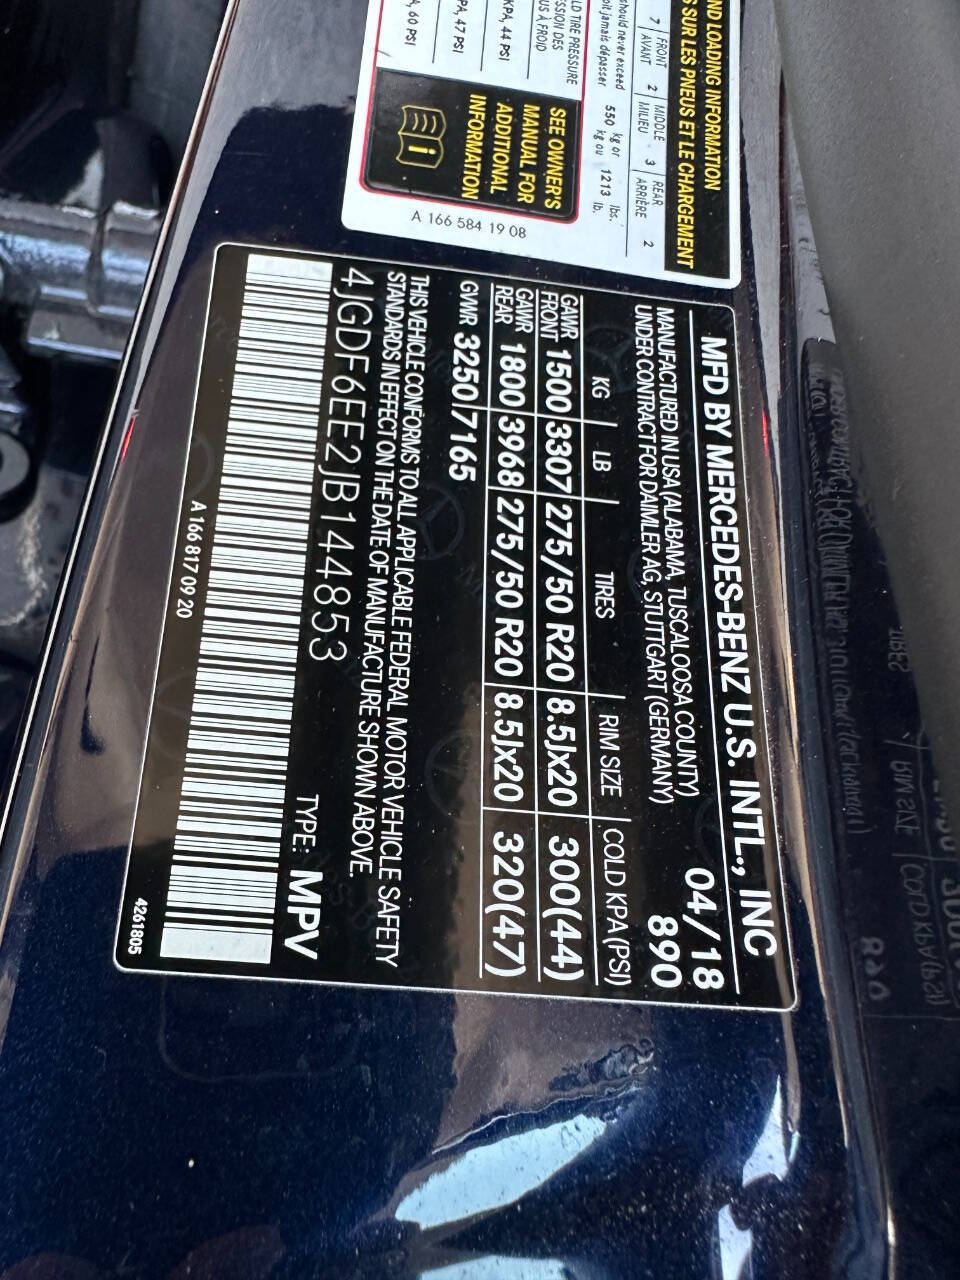 AND LOADING INFORMATION
SUR LES PNEUS ET LE CHARGEMENT
7 FRONT 2 MIDDLE 3 REAR 2
AVANT MILIEU ARRIÈRE
should never exceed 550 kg or 1213 lbs.
jamais dépasser kg ou lb.
TIRE PRESSURE
À FROID
KPA, 44 PSI
KPA, 47 PSI
60 PSI
SEE OWNER'S
MANUAL FOR
ADDITIONAL
INFORMATION
A 166 584 19 08
MFD BY MERCEDES-BENZ U.S. INTL., INC
04/18
MANUFACTURED IN USA (ALABAMA, TUSCALOOSA COUNTY)
UNDER CONTRACT FOR DAIMLER AG, STUTTGART (GERMANY) 890
KG LB TIRES RIM SIZE COLD KPA (PSI)
GAWR FRONT 1500 3307 275/50 R20 8.5Jx20 300(44)
GAWR REAR 1800 3968 275/50 R20 8.5Jx20 320(47)
GVWR 3250 7165
THIS VEHICLE CONFORMS TO ALL APPLICABLE FEDERAL MOTOR VEHICLE SAFETY
STANDARDS IN EFFECT ON THE DATE OF MANUFACTURE SHOWN ABOVE.
4JGDF6EE2JB144853 TYPE: MPV
A 166 817 09 20
4261805